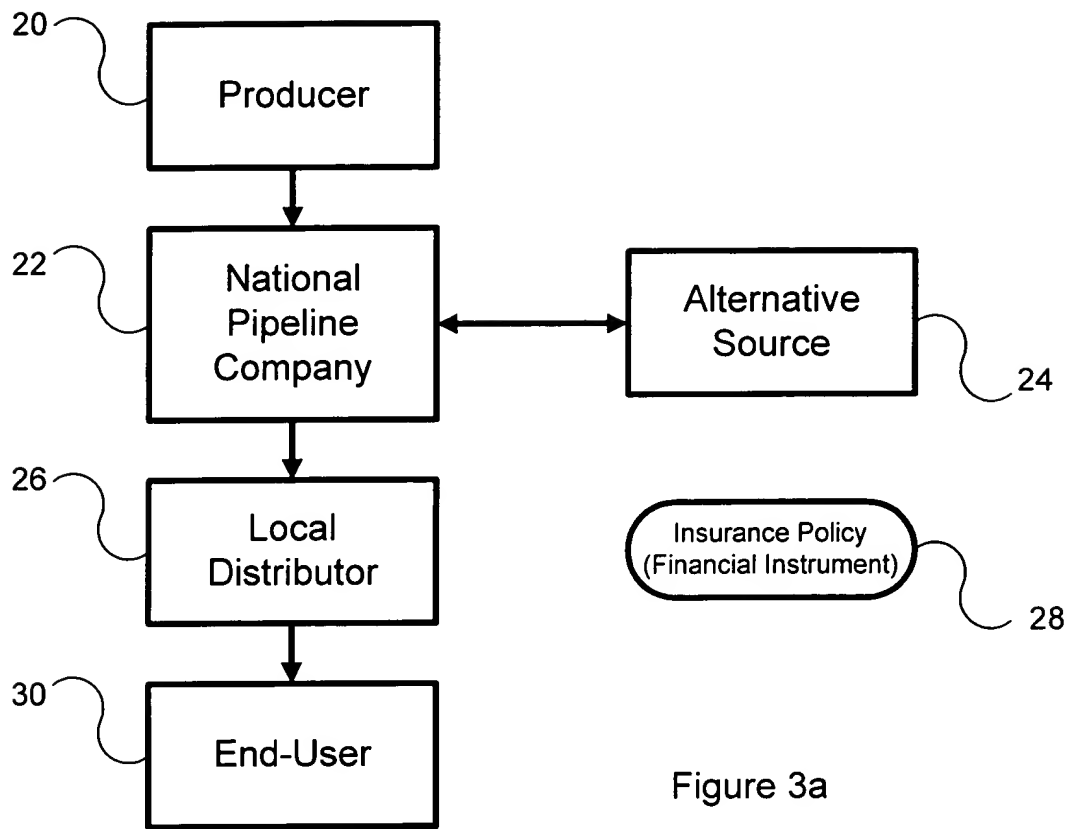 20
Producer
22
National
Pipeline
Company
Alternative
Source
24
26
Local
Distributor
Insurance Policy
(Financial Instrument)
28
30
End-User
Figure 3a